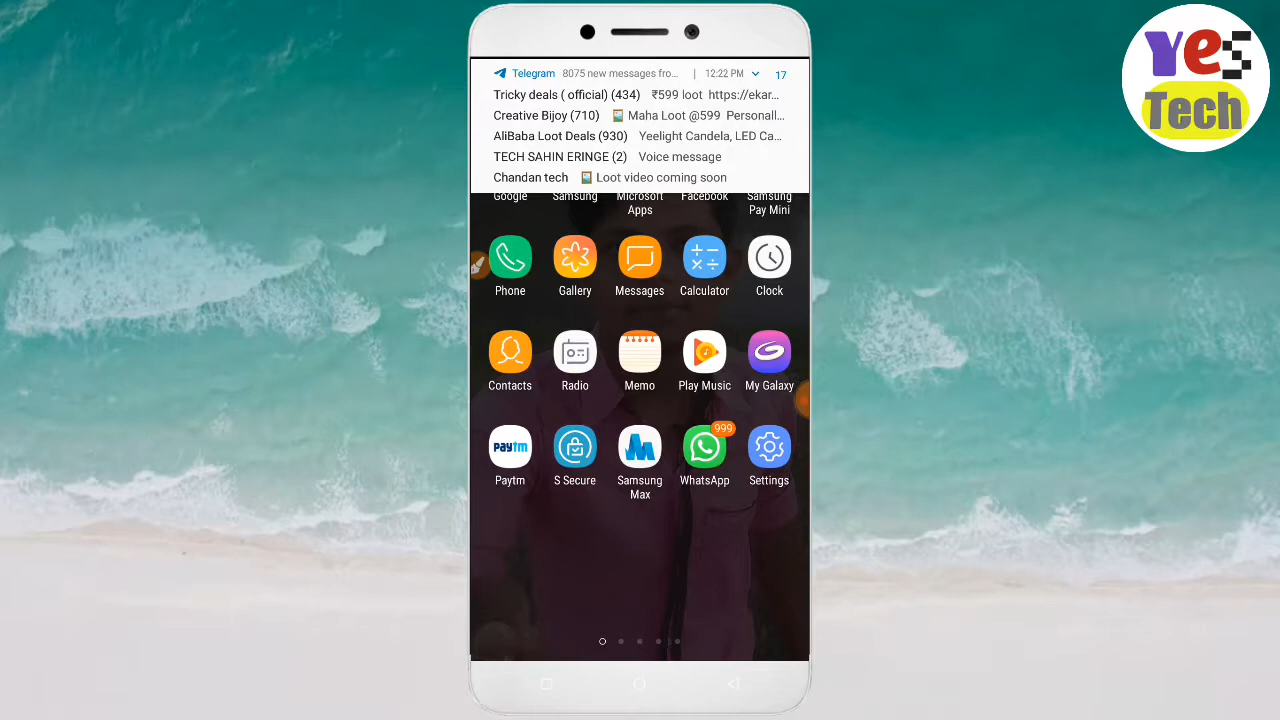 Yes
Tech
Telegram 8075 new messages fro... | 12:22 PM 17
Tricky deals ( official) (434) ₹599 loot https://ekar...
Creative Bijoy (710) Maha Loot @599 Personall...
AliBaba Loot Deals (930) Yeelight Candela, LED Ca...
TECH SAHIN ERINGE (2) Voice message
Chandan tech Loot video coming soon
Google Samsung Microsoft Apps Facebook Samsung Pay Mini
Phone Gallery Messages Calculator Clock
Contacts Radio Memo Play Music My Galaxy
999
paytm
Paytm S Secure Samsung Max WhatsApp Settings